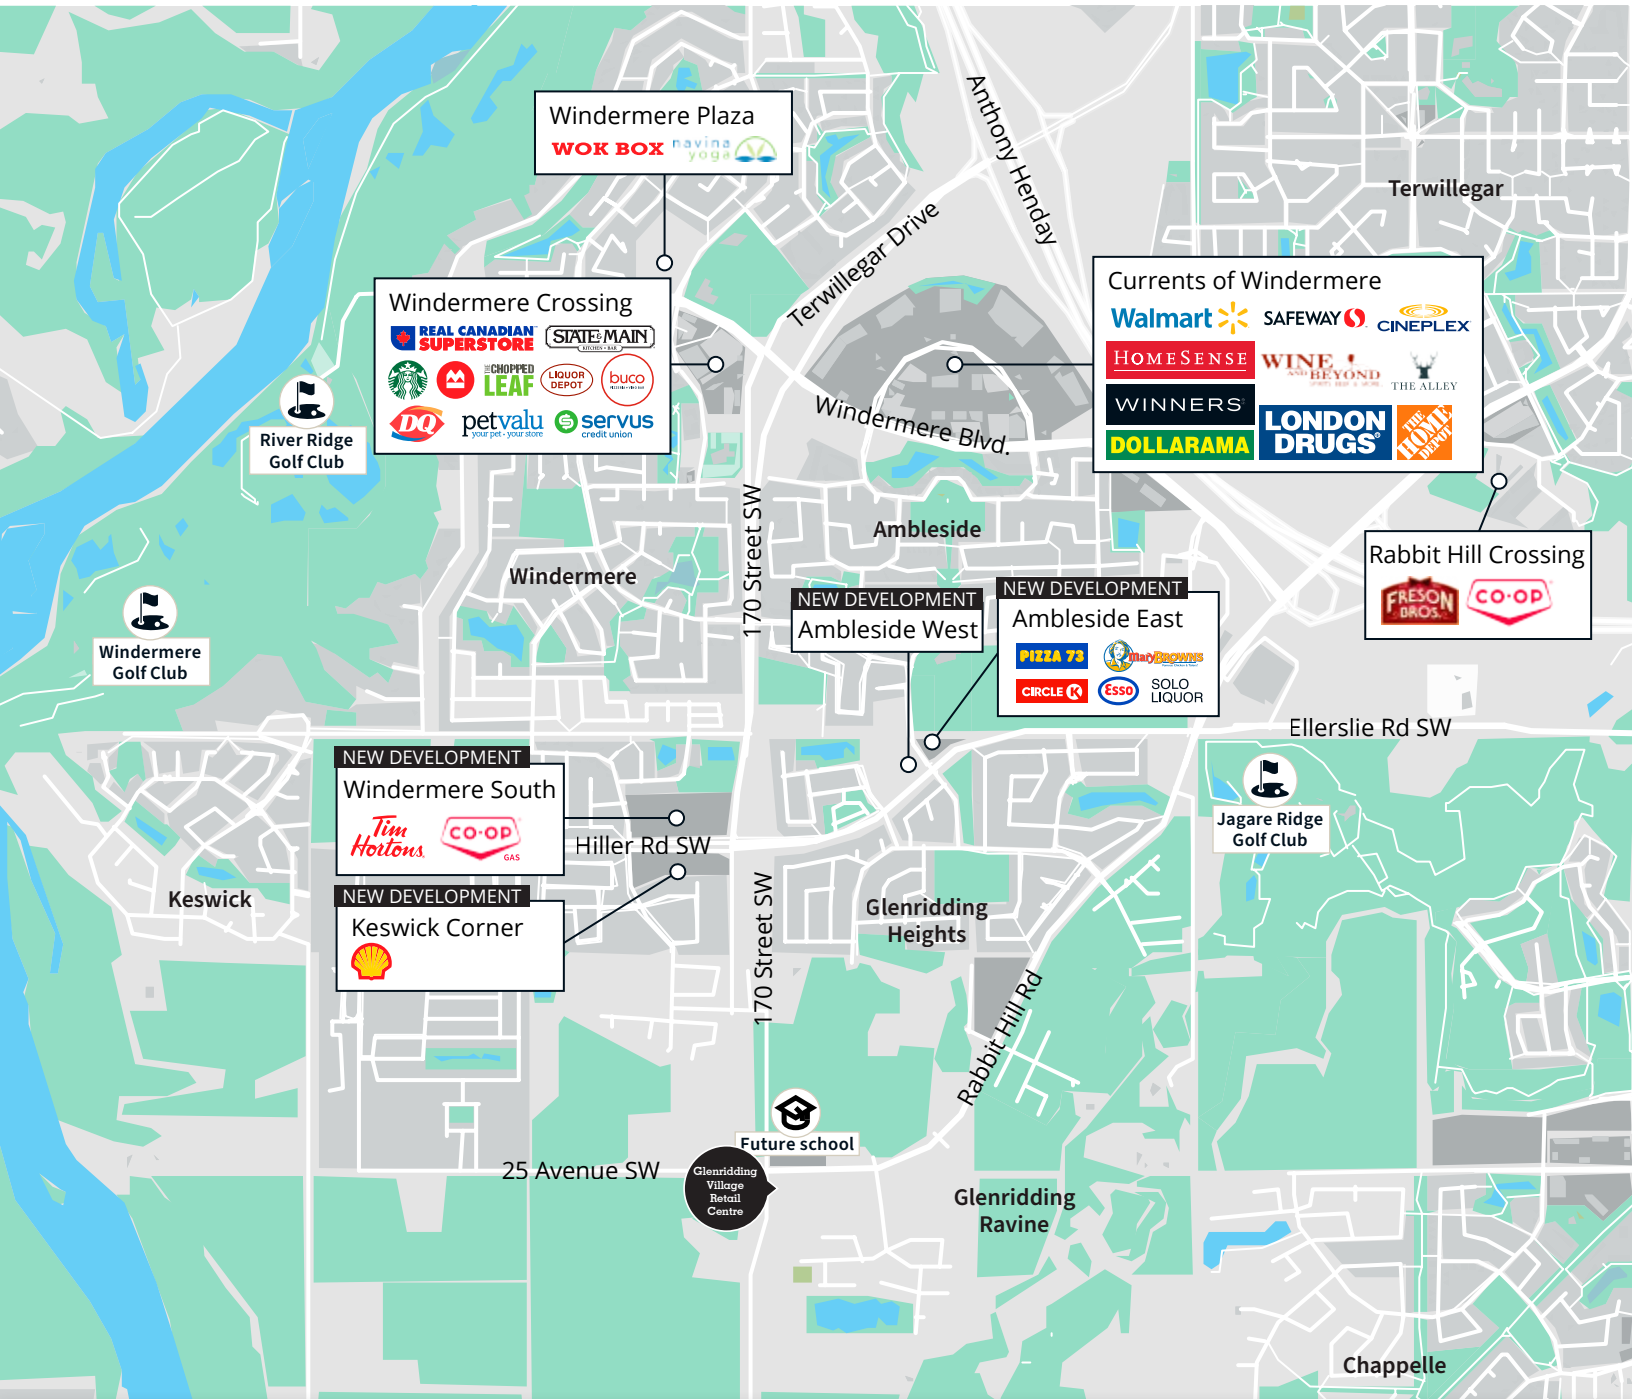 Anthony Henday
Windermere Plaza
WOK BOX
navina
yoga
Terwillegar
Terwillegar Drive
Windermere Crossing
REAL CANADIAN
SUPERSTORE
STATE & MAIN
KITCHEN + BAR
THE CHOPPED
LEAF
LIQUOR
DEPOT
buco
DQ
petvalu
your pet • your store
servus
credit union
Currents of Windermere
Walmart
SAFEWAY
CINEPLEX
HOMESENSE
WINE
AND BEYOND
THE ALLEY
WINNERS
DOLLARAMA
LONDON
DRUGS
THE
HOME
DEPOT
Windermere Blvd.
River Ridge
Golf Club
170 Street SW
Ambleside
Windermere
Rabbit Hill Crossing
FRESON
BROS.
CO-OP
Windermere
Golf Club
NEW DEVELOPMENT
Ambleside West
NEW DEVELOPMENT
Ambleside East
PIZZA 73
MaryBROWN'S
CIRCLE K
Esso
SOLO
LIQUOR
Ellerslie Rd SW
NEW DEVELOPMENT
Windermere South
Tim
Hortons
CO-OP
GAS
Hiller Rd SW
Jagare Ridge
Golf Club
NEW DEVELOPMENT
Keswick Corner
Keswick
Glenridding
Heights
170 Street SW
Rabbit Hill Rd
Future school
25 Avenue SW
Glenridding
Village
Retail
Centre
Glenridding
Ravine
Chappelle